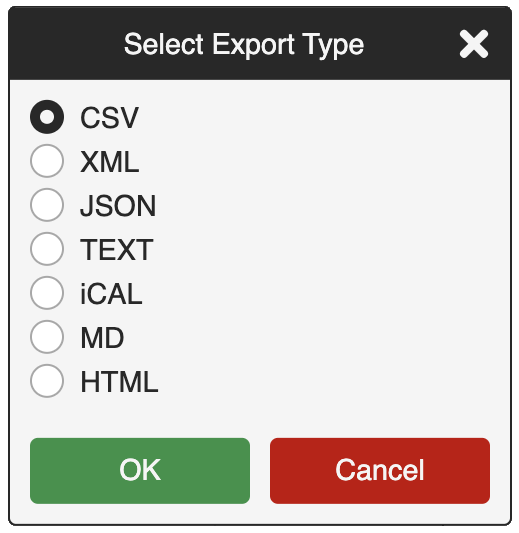 Select Export Type
CSV
XML
JSON
TEXT
iCAL
MD
HTML
OK
Cancel